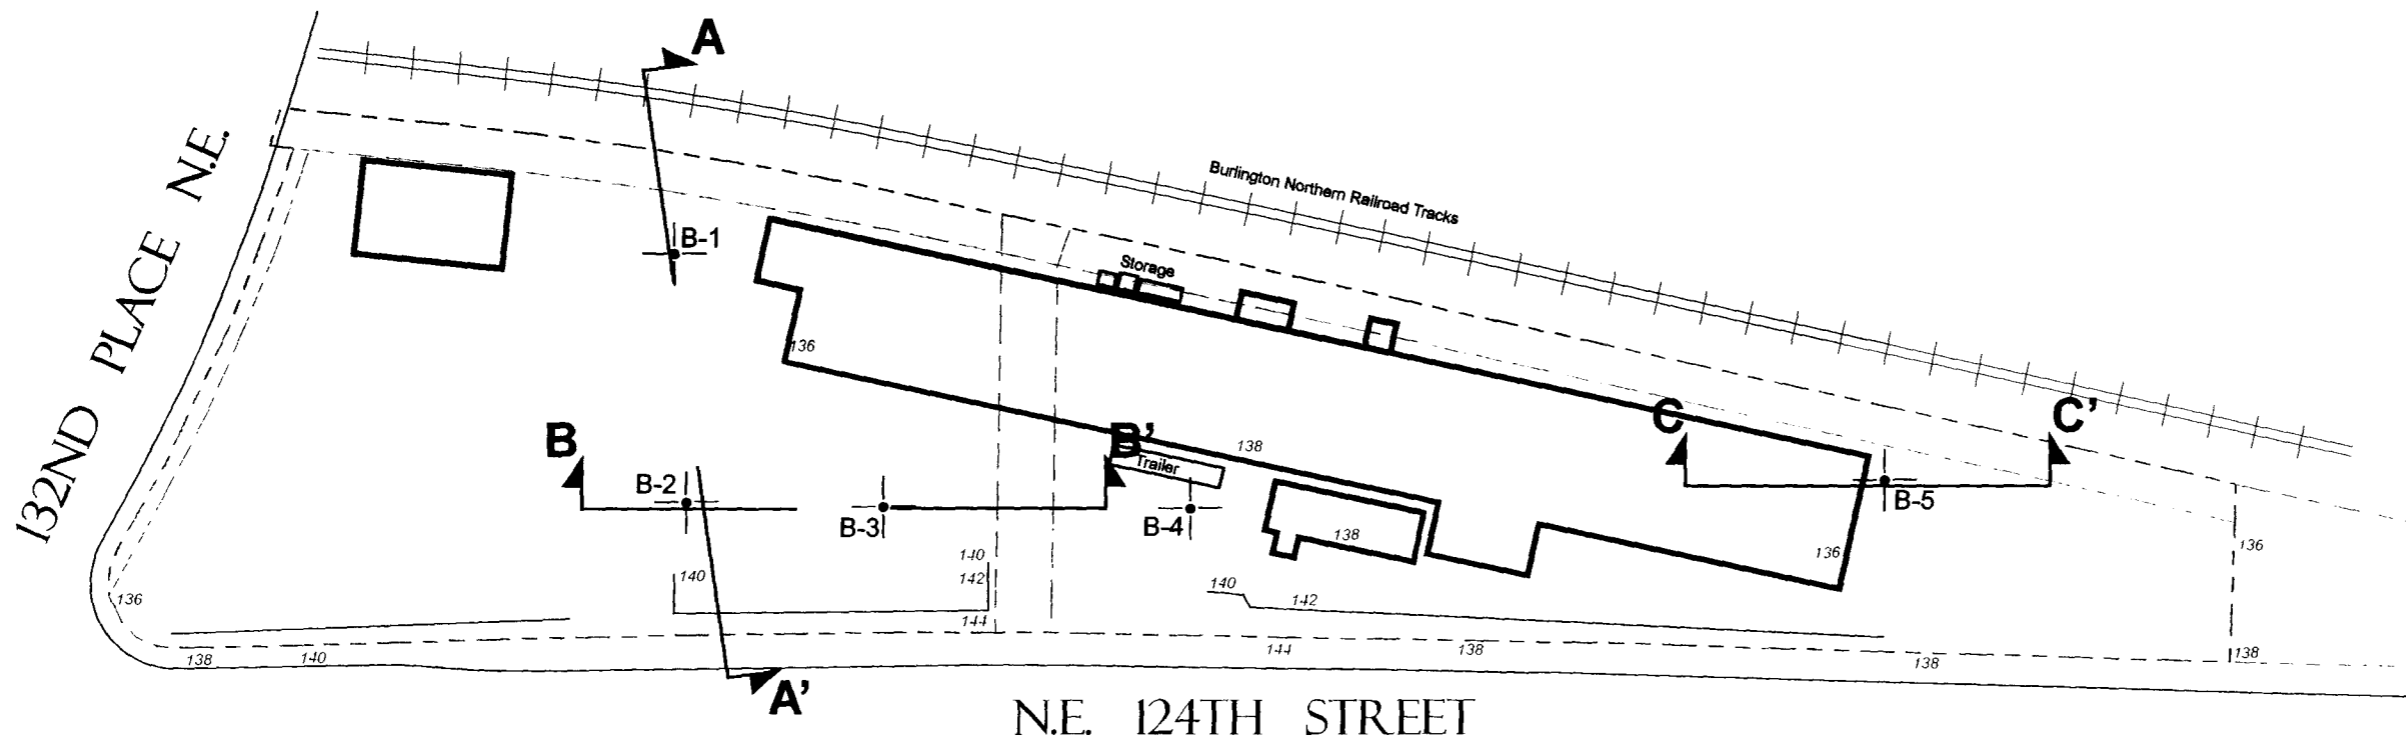 A
132ND PLACE N.E.
Burlington Northern Railroad Tracks
B-1
Storage
136
B
B'
138
C
C'
Trailer
B-2
B-3
B-4
B-5
138
136
136
140
140
142
140
142
136
144
138
140
144
138
138
138
A'
N.E. 124TH STREET